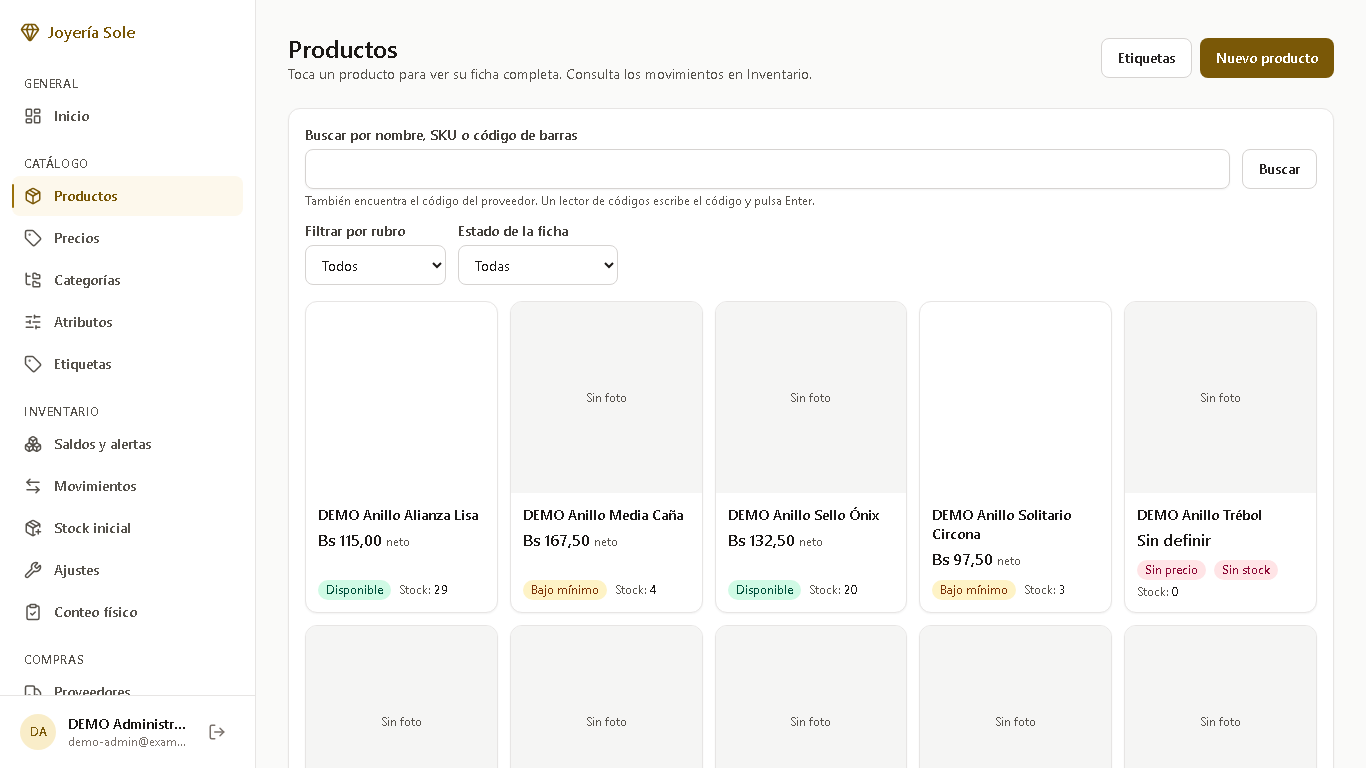 Joyería Sole
GENERAL
Inicio
CATÁLOGO
Productos
Precios
Categorías
Atributos
Etiquetas
INVENTARIO
Saldos y alertas
Movimientos
Stock inicial
Ajustes
Conteo físico
COMPRAS
Proveedores
DA
DEMO Administr...
demo-admin@exam...
Productos
Toca un producto para ver su ficha completa. Consulta los movimientos en Inventario.
Etiquetas
Nuevo producto
Buscar por nombre, SKU o código de barras
Buscar
También encuentra el código del proveedor. Un lector de códigos escribe el código y pulsa Enter.
Filtrar por rubro
Estado de la ficha
Todos
Todas
DEMO Anillo Alianza Lisa
Bs 115,00 neto
Disponible Stock: 29
Sin foto
DEMO Anillo Media Caña
Bs 167,50 neto
Bajo mínimo Stock: 4
Sin foto
DEMO Anillo Sello Ónix
Bs 132,50 neto
Disponible Stock: 20
DEMO Anillo Solitario
Circona
Bs 97,50 neto
Bajo mínimo Stock: 3
Sin foto
DEMO Anillo Trébol
Sin definir
Sin precio Sin stock
Stock: 0
Sin foto
Sin foto
Sin foto
Sin foto
Sin foto